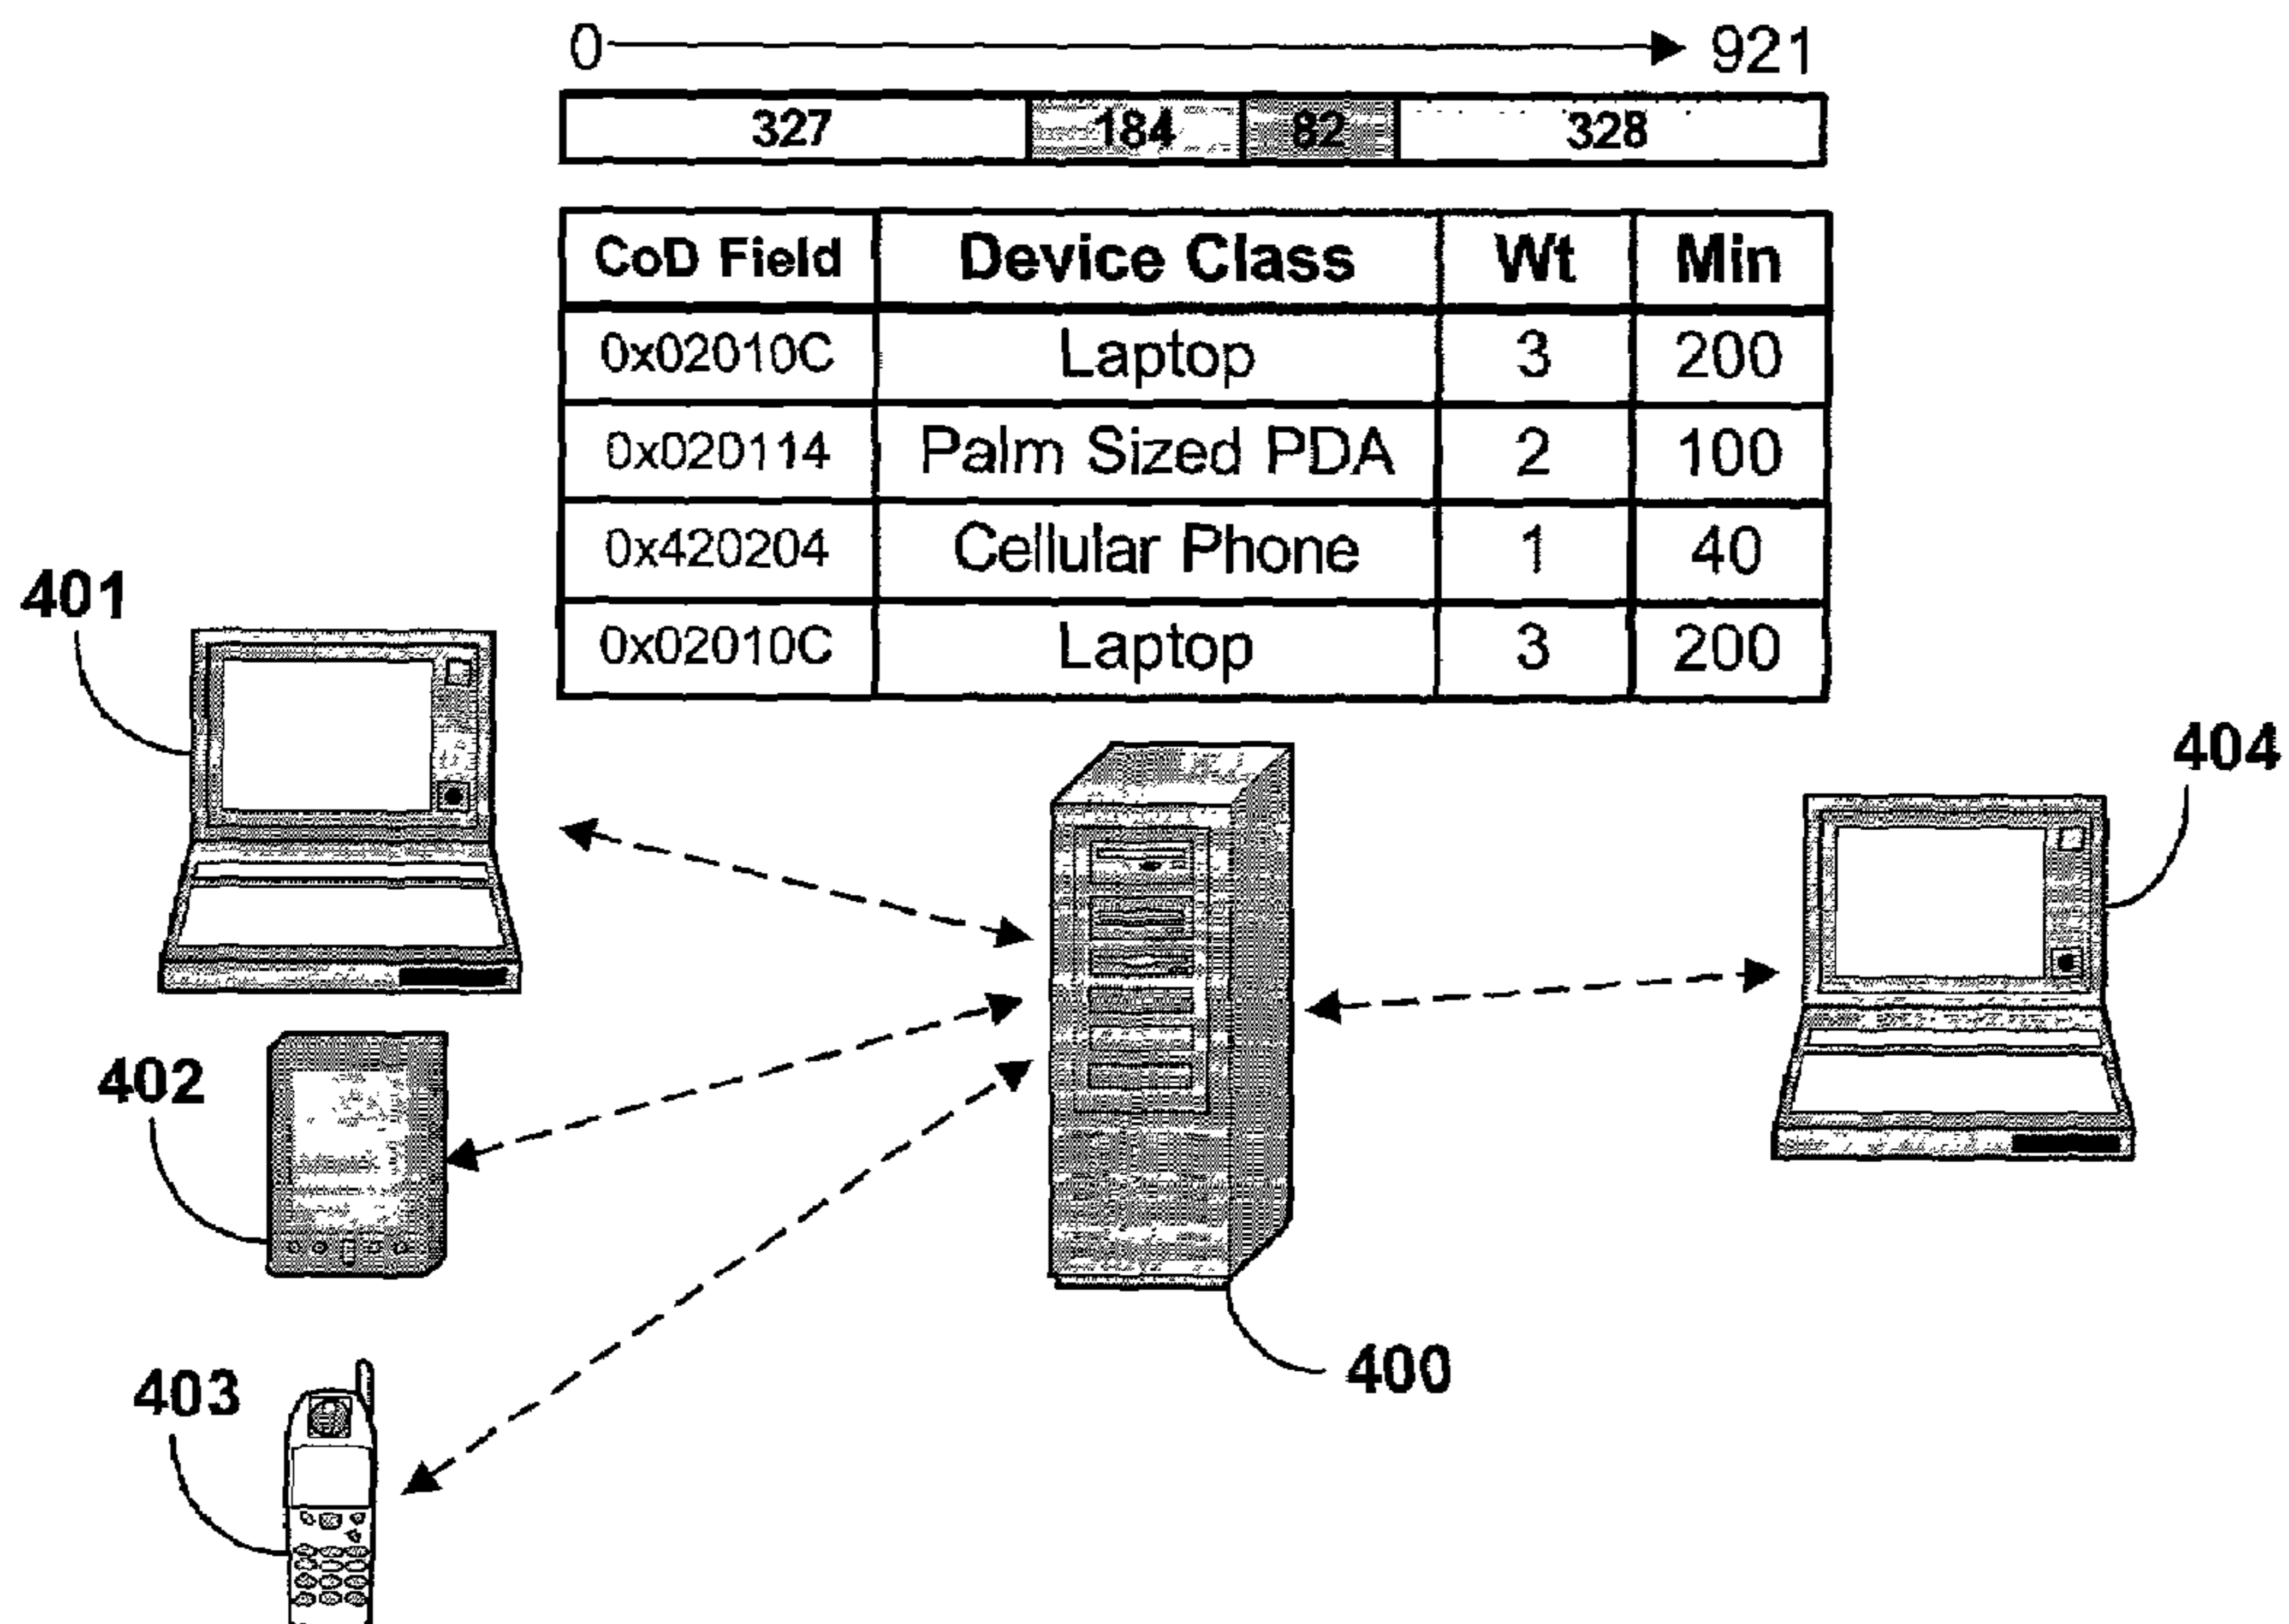 0 921
327 184 82 328
CoD Field Device Class Wt Min
0x02010C Laptop 3 200
0x020114 Palm Sized PDA 2 100
0x420204 Cellular Phone 1 40
0x02010C Laptop 3 200
401
404
402
403
400